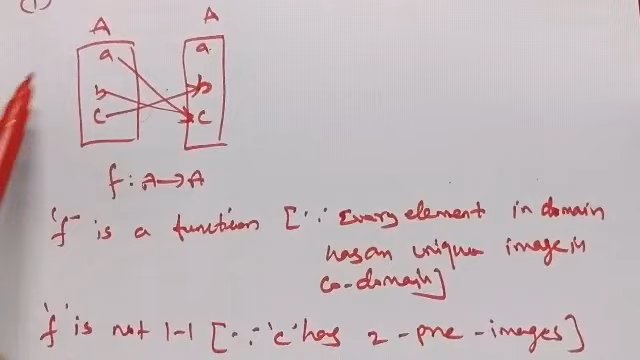 (1)
A A
a a
b b
c c
f : A → A
'f' is a function [∵ Every element in domain
has an unique image in
co-domain]
'f' is not 1-1 [∵ 'c' has 2-pre-images]